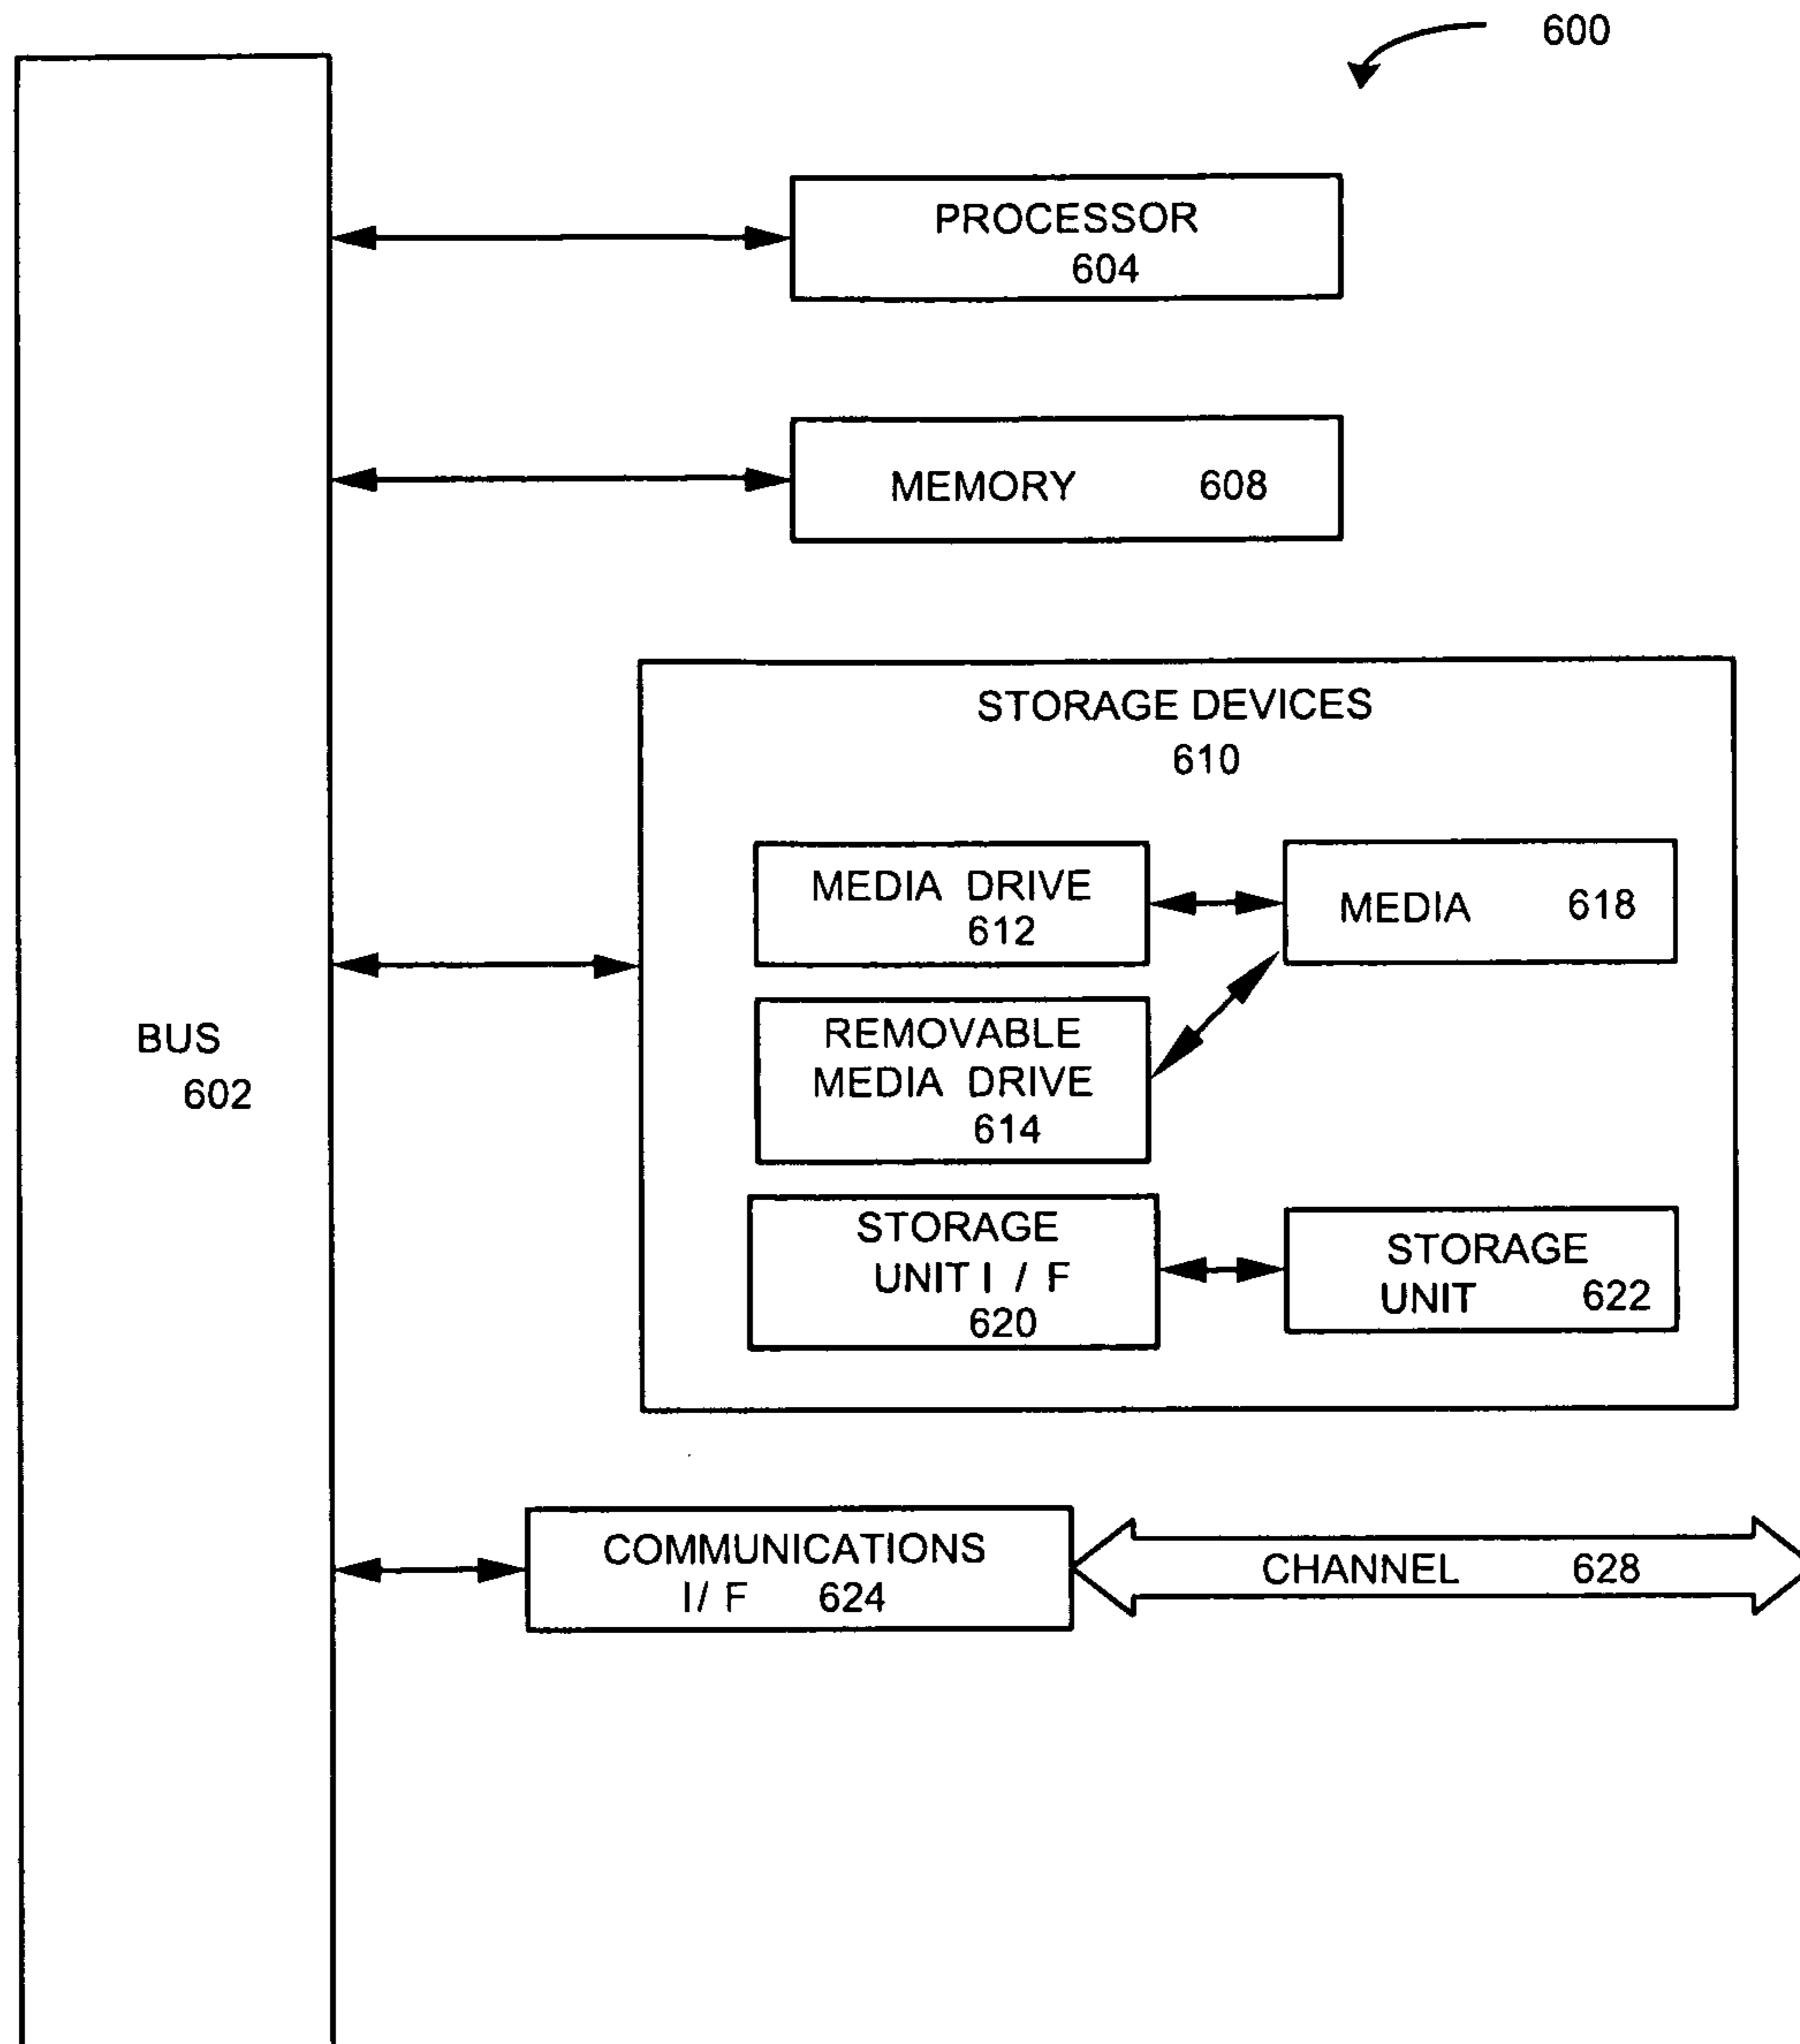 600
PROCESSOR
604
MEMORY 608
STORAGE DEVICES
610
MEDIA DRIVE
612
MEDIA 618
REMOVABLE
MEDIA DRIVE
614
BUS
602
STORAGE
UNIT I / F
620
STORAGE
UNIT 622
COMMUNICATIONS
I/ F 624
CHANNEL 628